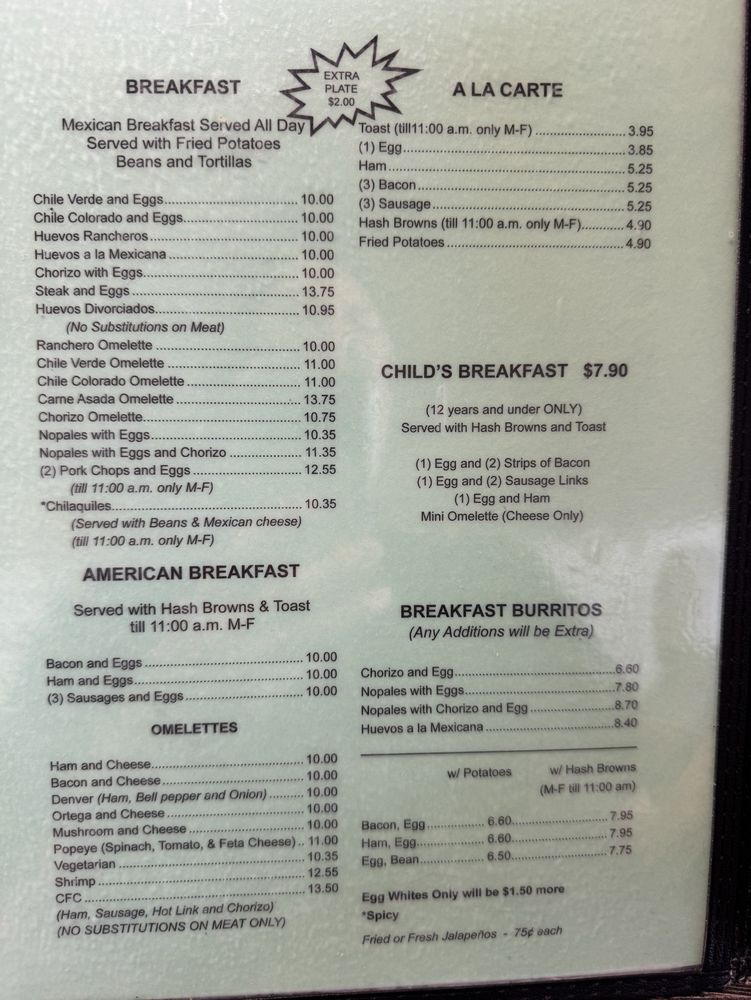 EXTRA
PLATE
$2.00
BREAKFAST
Mexican Breakfast Served All Day
Served with Fried Potatoes
Beans and Tortillas
Chile Verde and Eggs.......................... 10.00
Chile Colorado and Eggs..................... 10.00
Huevos Rancheros.............................. 10.00
Huevos a la Mexicana ......................... 10.00
Chorizo with Eggs................................ 10.00
Steak and Eggs ................................... 13.75
Huevos Divorciados............................. 10.95
(No Substitutions on Meat)
Ranchero Omelette ............................. 10.00
Chile Verde Omelette .......................... 11.00
Chile Colorado Omelette ..................... 11.00
Carne Asada Omelette ........................ 13.75
Chorizo Omelette................................. 10.75
Nopales with Eggs............................... 10.35
Nopales with Eggs and Chorizo .......... 11.35
(2) Pork Chops and Eggs .................... 12.55
(till 11:00 a.m. only M-F)
*Chilaquiles.......................................... 10.35
(Served with Beans & Mexican cheese)
(till 11:00 a.m. only M-F)
AMERICAN BREAKFAST
Served with Hash Browns & Toast
till 11:00 a.m. M-F
Bacon and Eggs .................................. 10.00
Ham and Eggs..................................... 10.00
(3) Sausages and Eggs....................... 10.00
OMELETTES
Ham and Cheese................................. 10.00
Bacon and Cheese.............................. 10.00
Denver (Ham, Bell pepper and Onion) ....... 10.00
Ortega and Cheese ............................. 10.00
Mushroom and Cheese ....................... 10.00
Popeye (Spinach, Tomato, & Feta Cheese) .. 11.00
Vegetarian ........................................... 10.35
Shrimp ................................................. 12.55
CFC ..................................................... 13.50
(Ham, Sausage, Hot Link and Chorizo)
(NO SUBSTITUTIONS ON MEAT ONLY)
A LA CARTE
Toast (till11:00 a.m. only M-F) ................... 3.95
(1) Egg....................................................... 3.85
Ham............................................................ 5.25
(3) Bacon................................................... 5.25
(3) Sausage ............................................... 5.25
Hash Browns (till 11:00 a.m. only M-F)......... 4.90
Fried Potatoes ........................................... 4.90
CHILD'S BREAKFAST $7.90
(12 years and under ONLY)
Served with Hash Browns and Toast
(1) Egg and (2) Strips of Bacon
(1) Egg and (2) Sausage Links
(1) Egg and Ham
Mini Omelette (Cheese Only)
BREAKFAST BURRITOS
(Any Additions will be Extra)
Chorizo and Egg........................................6.60
Nopales with Eggs.....................................7.80
Nopales with Chorizo and Egg ..................8.70
Huevos a la Mexicana ...............................8.40
w/ Potatoes w/ Hash Browns
(M-F till 11:00 am)
Bacon, Egg............... 6.60........................7.95
Ham, Egg................. 6.60........................7.95
Egg, Bean................ 6.50........................7.75
Egg Whites Only will be $1.50 more
*Spicy
Fried or Fresh Jalapeños - 75¢ each